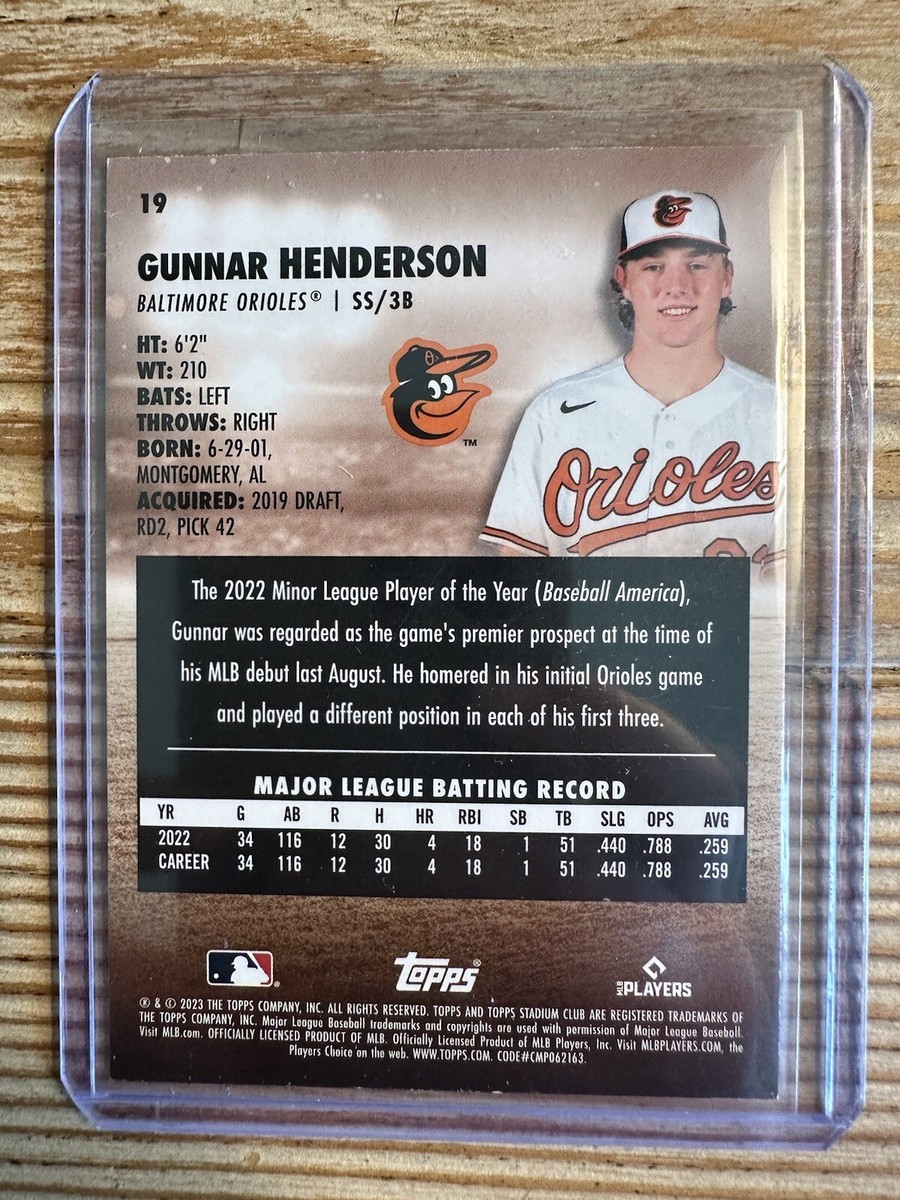 19
GUNNAR HENDERSON
BALTIMORE ORIOLES® | SS/3B
HT: 6'2"
WT: 210
BATS: LEFT
THROWS: RIGHT
BORN: 6-29-01,
MONTGOMERY, AL
ACQUIRED: 2019 DRAFT,
RD2, PICK 42
TM
Orioles
The 2022 Minor League Player of the Year (Baseball America),
Gunnar was regarded as the game's premier prospect at the time of
his MLB debut last August. He homered in his initial Orioles game
and played a different position in each of his first three.
MAJOR LEAGUE BATTING RECORD
YR G AB R H HR RBI SB TB SLG OPS AVG
2022 34 116 12 30 4 18 1 51 .440 .788 .259
CAREER 34 116 12 30 4 18 1 51 .440 .788 .259
topps®
MLB PLAYERS
® & © 2023 THE TOPPS COMPANY, INC. ALL RIGHTS RESERVED. TOPPS AND TOPPS STADIUM CLUB ARE REGISTERED TRADEMARKS OF
THE TOPPS COMPANY, INC. Major League Baseball trademarks and copyrights are used with permission of Major League Baseball.
Visit MLB.com. OFFICIALLY LICENSED PRODUCT OF MLB. Officially Licensed Product of MLB Players, Inc. Visit MLBPLAYERS.COM, the
Players Choice on the web. WWW.TOPPS.COM. CODE#CMP062163.